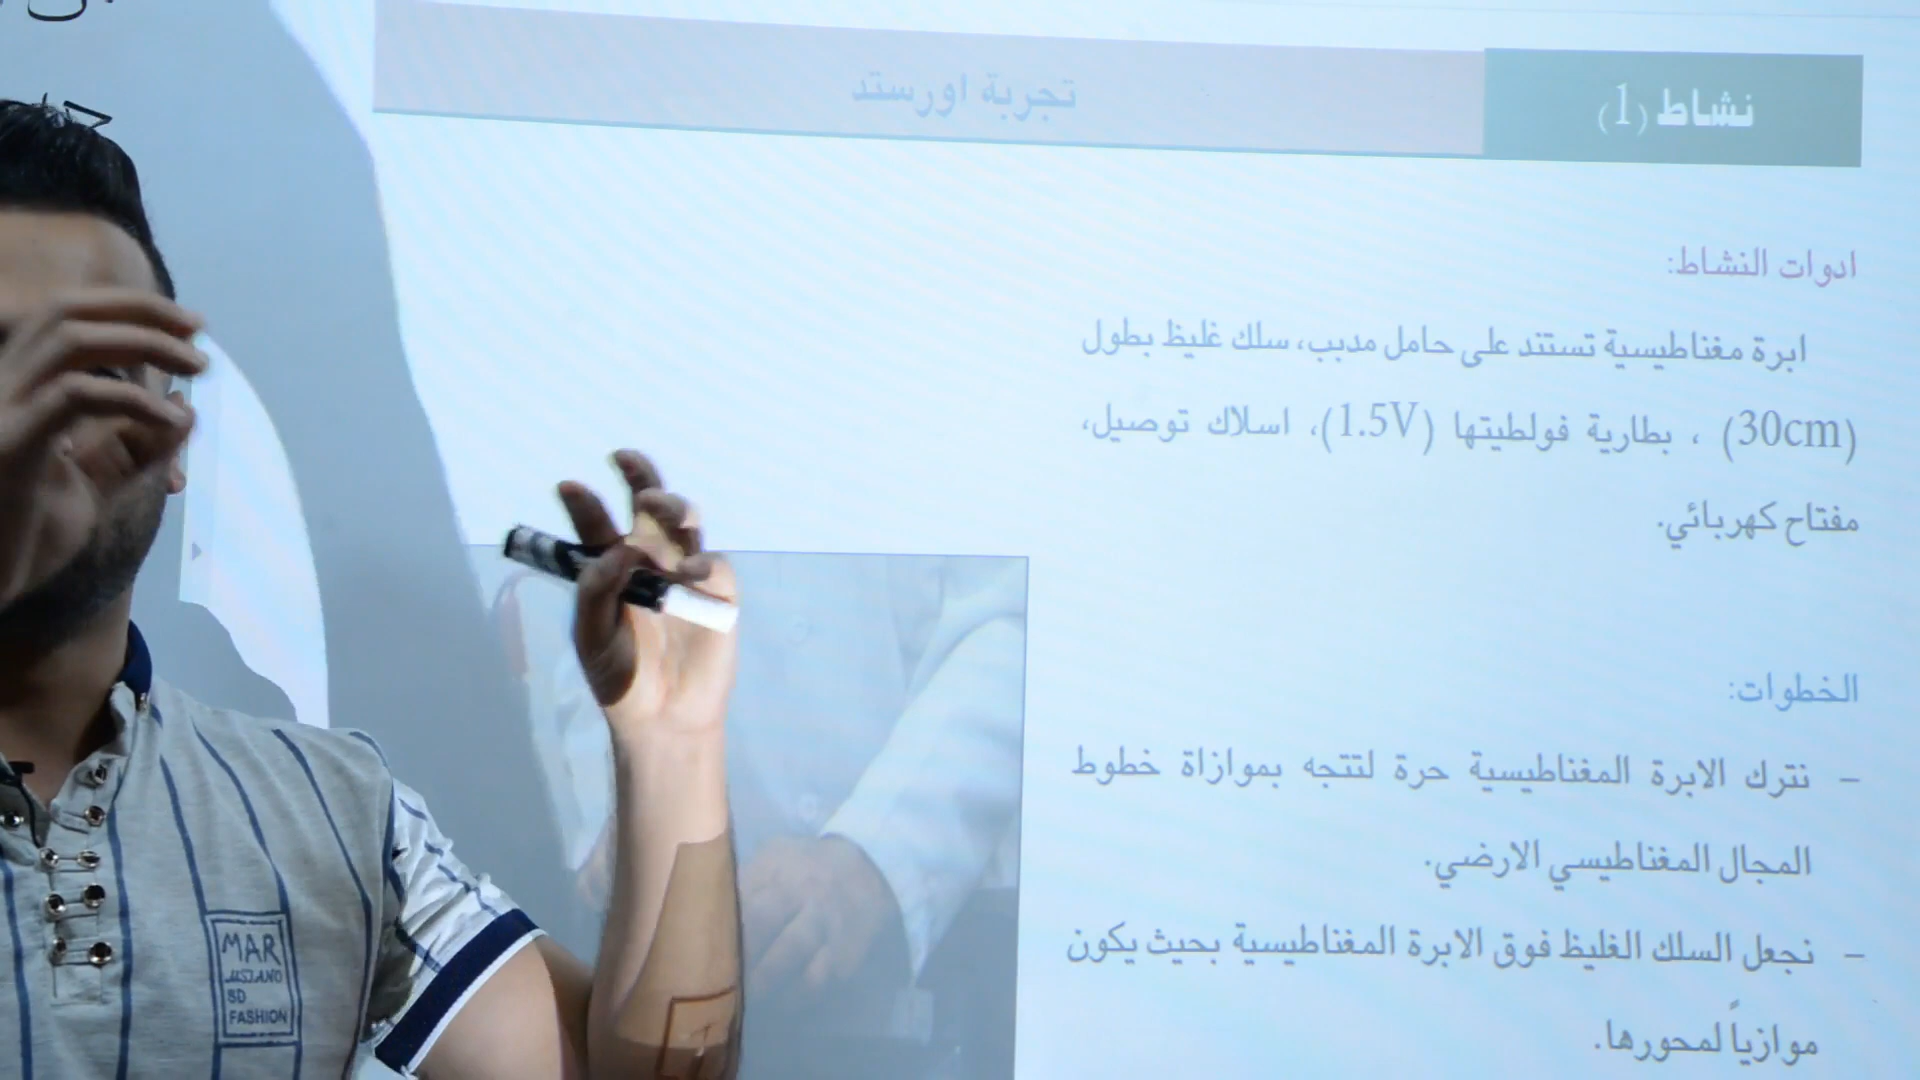 نشاط (1)
تجربة اورستد
ادوات النشاط:
ابرة مغناطيسية تستند على حامل مدبب، سلك غليظ بطول
(30cm) ، بطارية فولطيتها (1.5V)، اسلاك توصيل،
مفتاح كهربائي.
الخطوات:
– نترك الابرة المغناطيسية حرة لتتجه بموازاة خطوط
المجال المغناطيسي الارضي.
– نجعل السلك الغليظ فوق الابرة المغناطيسية بحيث يكون
موازياً لمحورها.
MAR
SD
FASHION